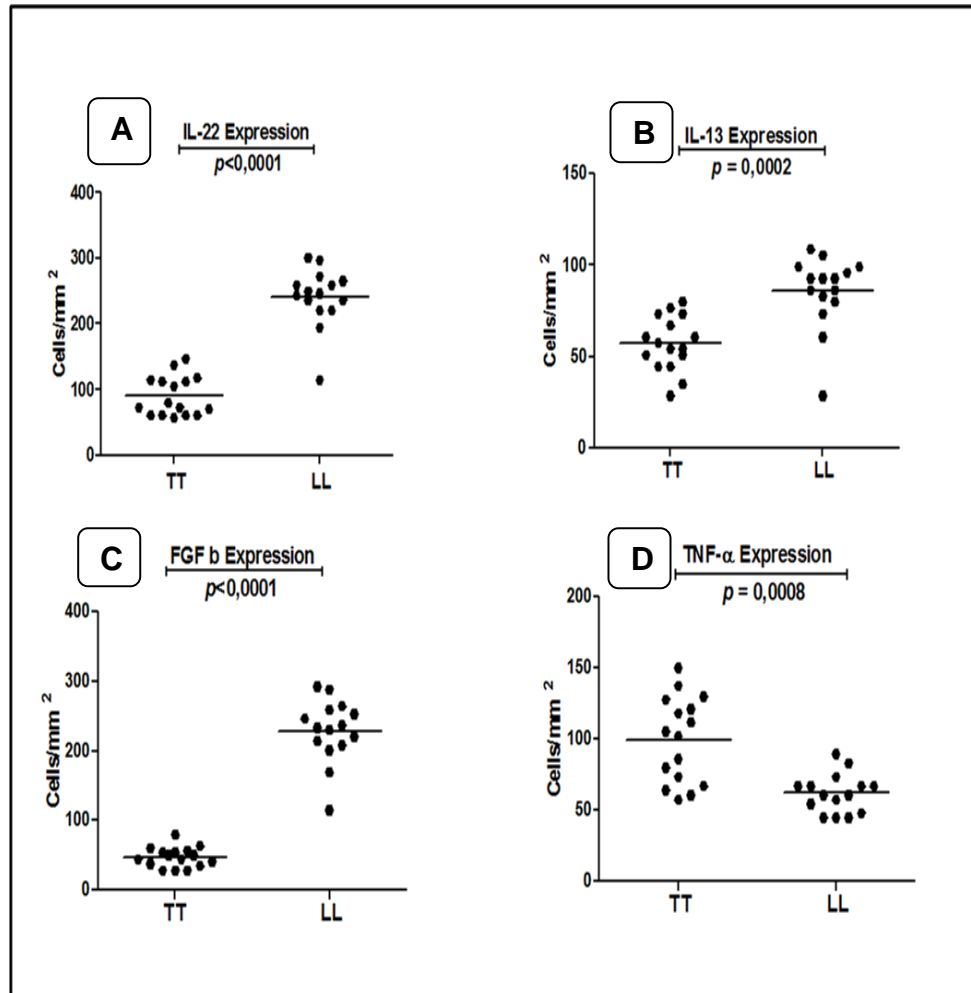 A
IL-22 Expression
p<0,0001
400
300
200
100
0
Cells/mm 2
TT LL
B
IL-13 Expression
p = 0,0002
150
100
50
0
Cells/mm 2
TT LL
C
FGF b Expression
p<0,0001
400
300
200
100
0
Cells/mm 2
TT LL
D
TNF-α Expression
p = 0,0008
200
150
100
50
0
Cells/mm 2
TT LL